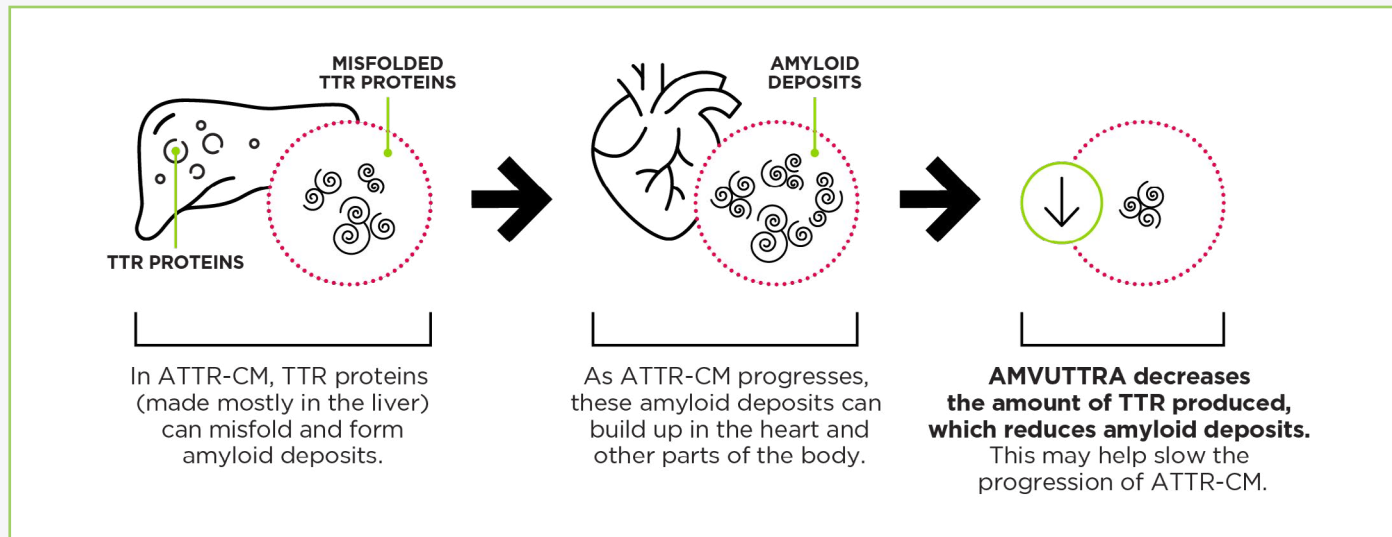 MISFOLDED
TTR PROTEINS
TTR PROTEINS
In ATTR-CM, TTR proteins
(made mostly in the liver)
can misfold and form
amyloid deposits.
AMYLOID
DEPOSITS
As ATTR-CM progresses,
these amyloid deposits can
build up in the heart and
other parts of the body.
AMVUTTRA decreases
the amount of TTR produced,
which reduces amyloid deposits.
This may help slow the
progression of ATTR-CM.